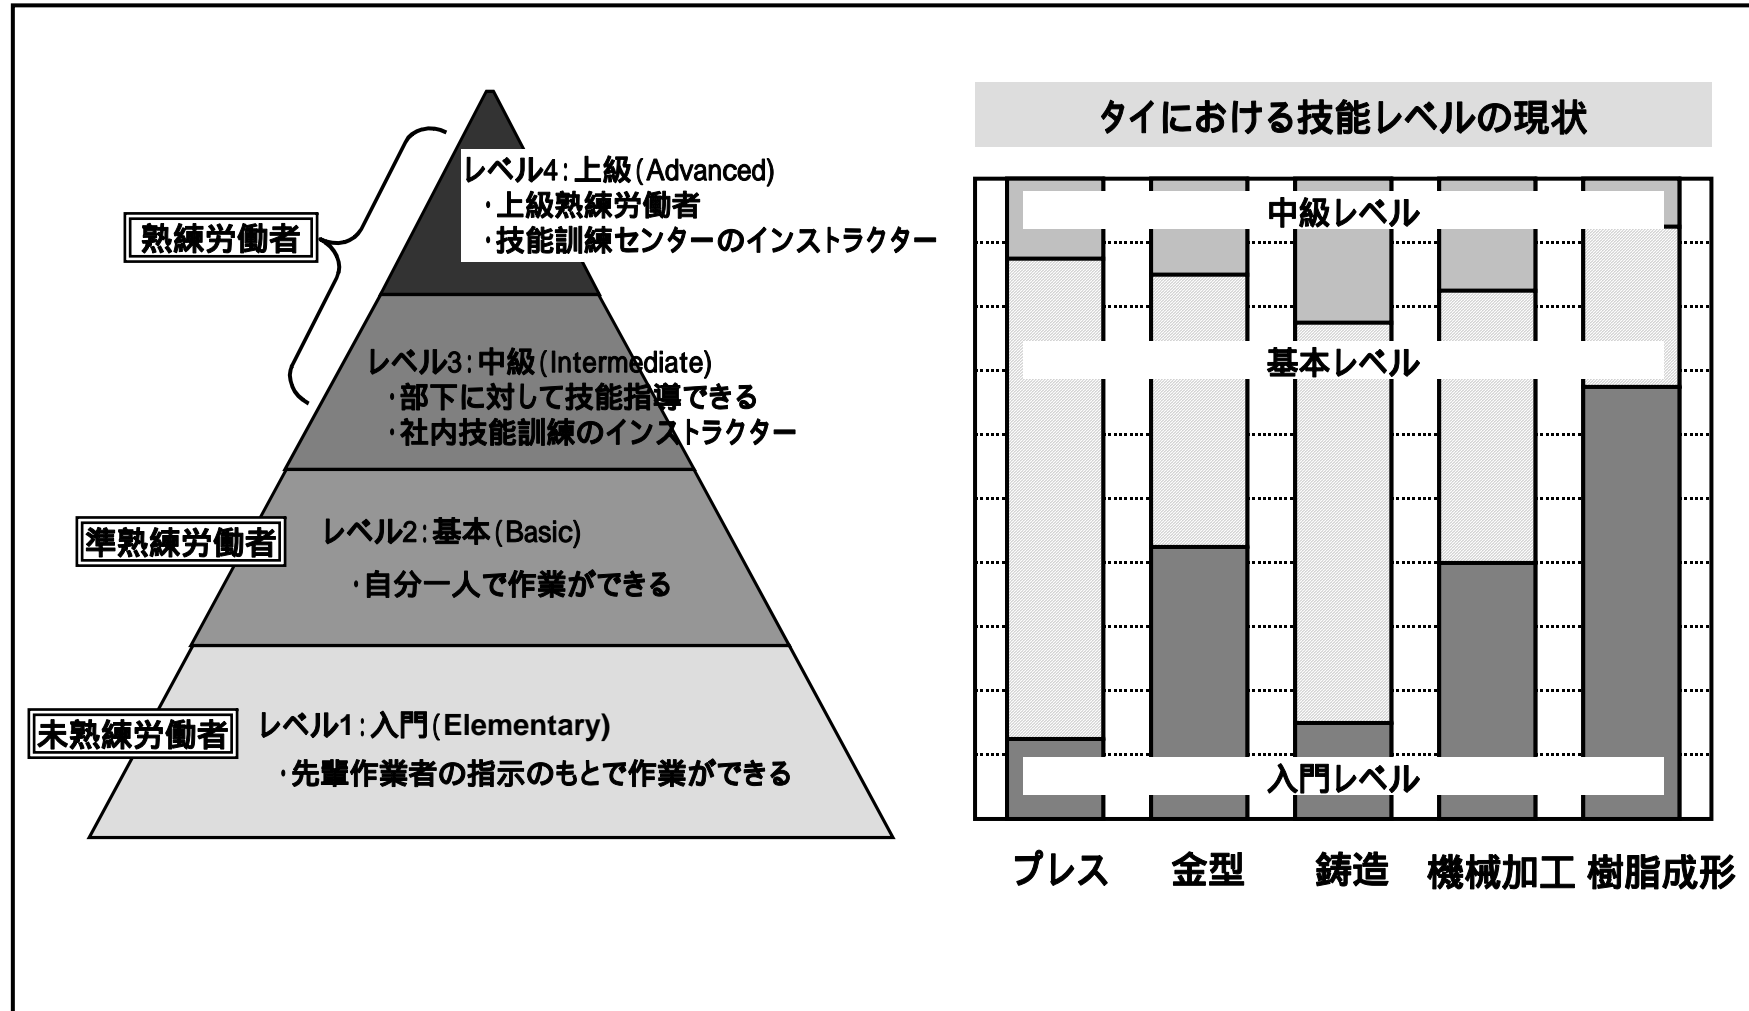 熟練労働者
レベル4:上級(Advanced)
・上級熟練労働者
・技能訓練センターのインストラクター
レベル3:中級(Intermediate)
・部下に対して技能指導できる
・社内技能訓練のインストラクター
準熟練労働者
レベル2:基本(Basic)
・自分一人で作業ができる
未熟練労働者
レベル1:入門(Elementary)
・先輩作業者の指示のもとで作業ができる
タイにおける技能レベルの現状
中級レベル
基本レベル
入門レベル
プレス 金型 鋳造 機械加工 樹脂成形